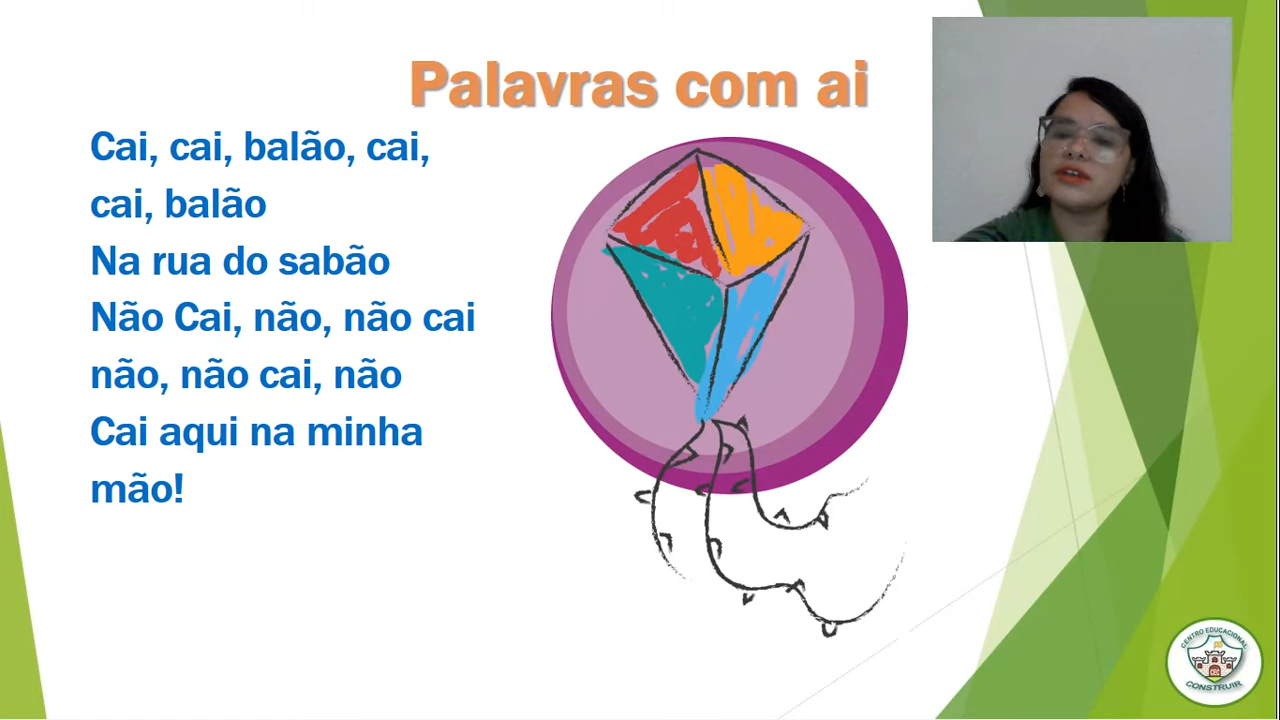 Palavras com ai
Cai, cai, balão, cai,
cai, balão
Na rua do sabão
Não Cai, não, não cai
não, não cai, não
Cai aqui na minha
mão!
CENTRO EDUCACIONAL
CEC
CONSTRUIR